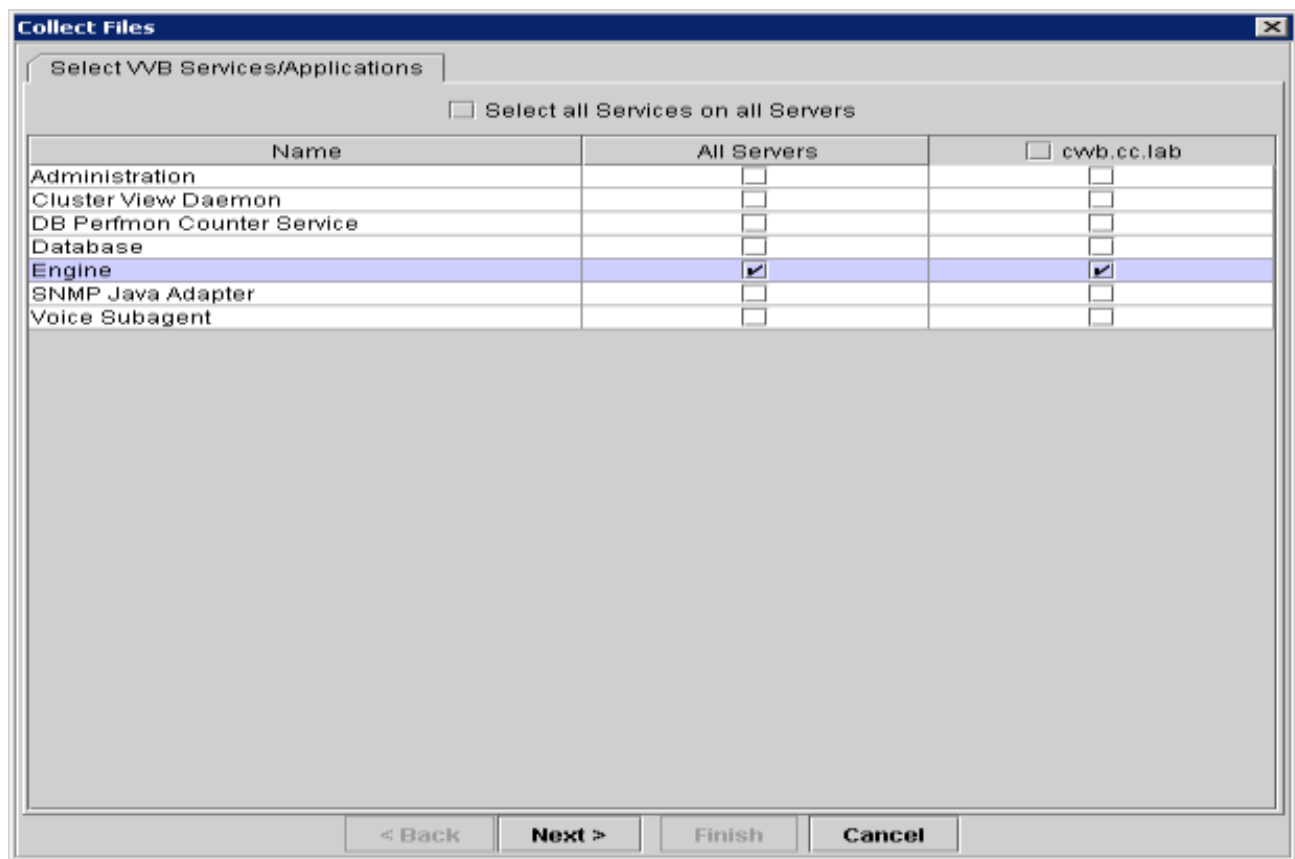 Collect Files
Select VVB Services/Applications
Select all Services on all Servers
Name All Servers cvvb.cc.lab
Administration
Cluster View Daemon
DB Perfmon Counter Service
Database
Engine
SNMP Java Adapter
Voice Subagent
< Back Next > Finish Cancel